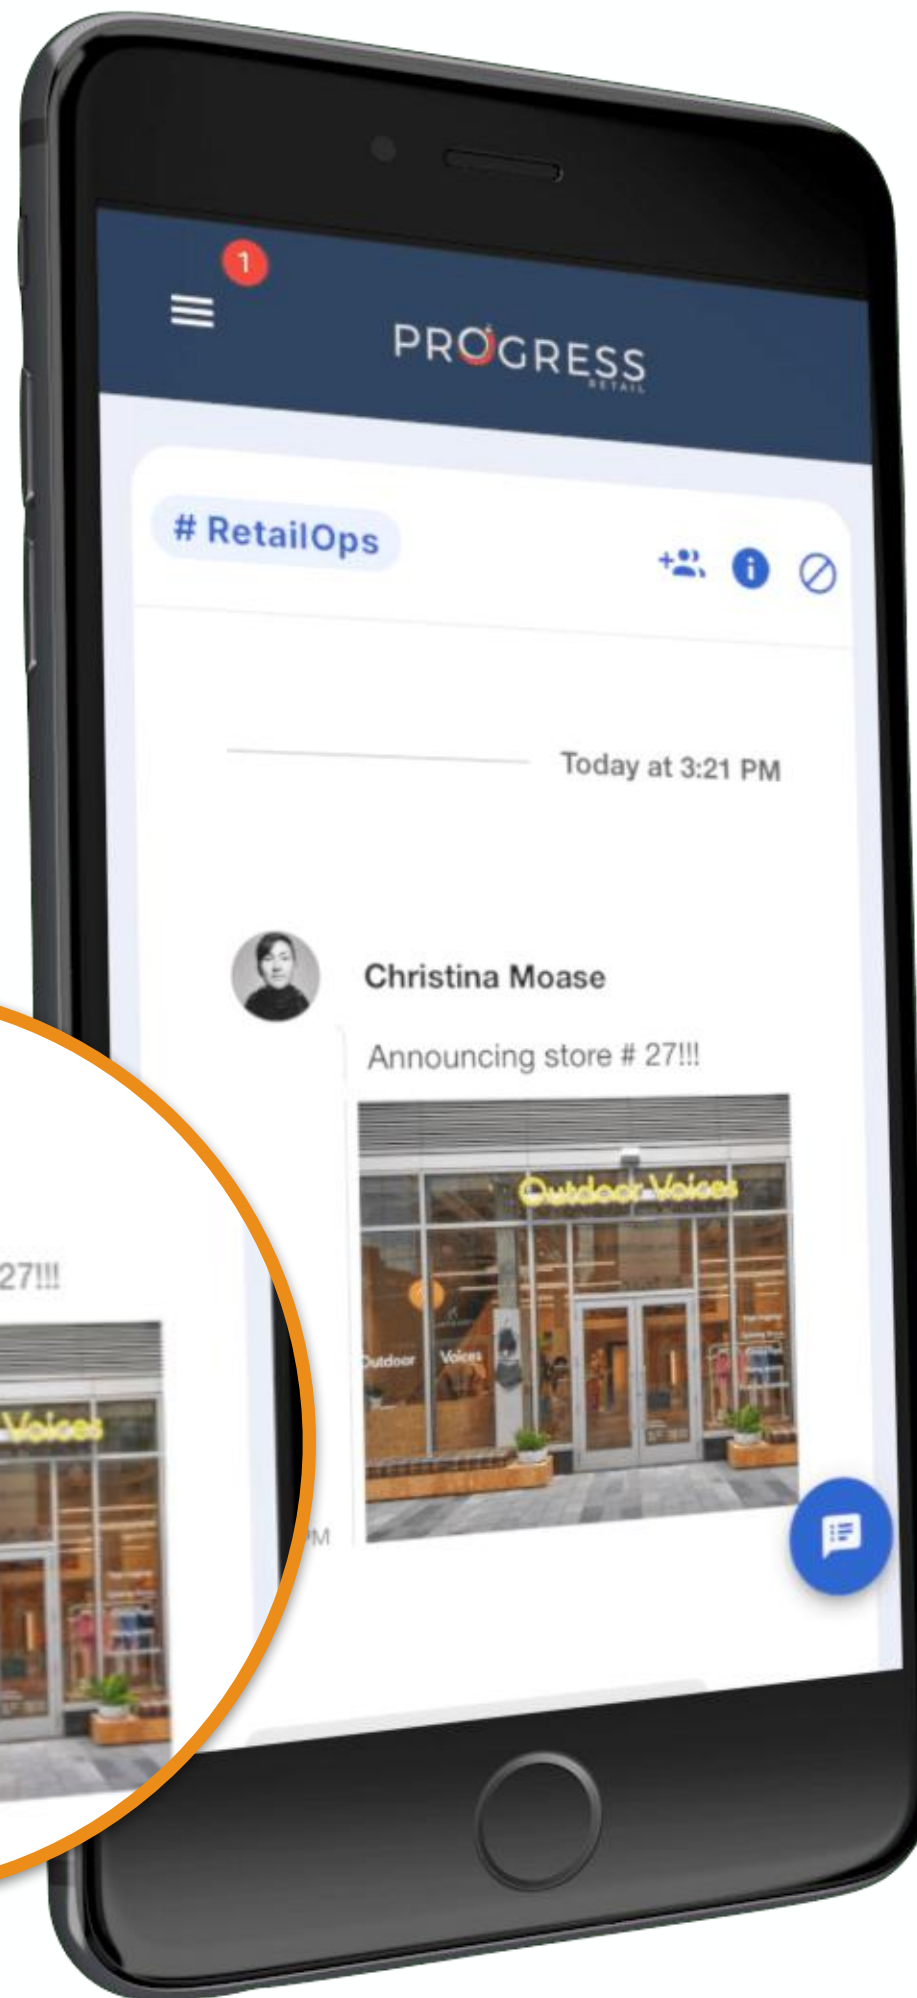 1
PROGRESS
RETAIL
# RetailOps
Today at 3:21 PM
Christina Moase
Announcing store # 27!!!
Outdoor Voices
Outdoor Voices
PM
27!!!
Voices